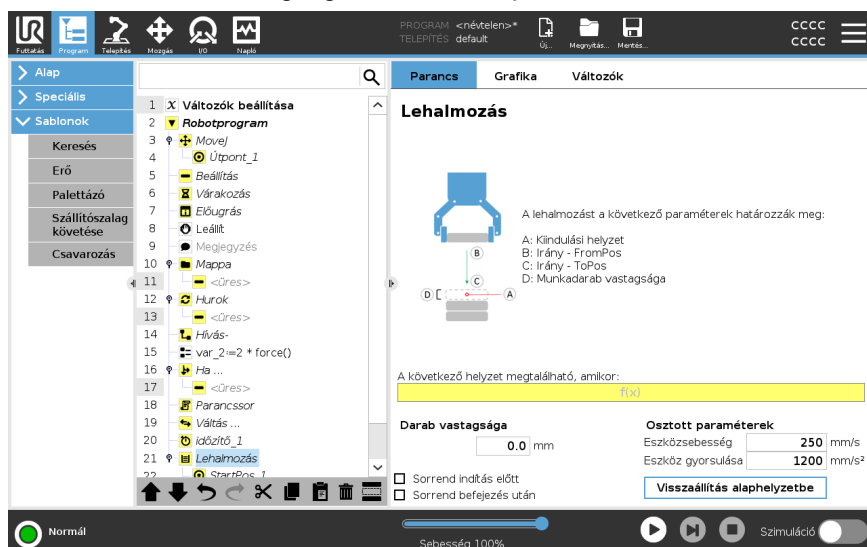 PROGRAM <névtelen>*
TELEPÍTÉS default
Futtatás
Program
Telepítés
Mozgás
I/O
Napló
Új...
Megnyitás...
Mentés...
cccc
cccc
Alap
Speciális
Sablonok
Keresés
Erő
Palettázó
Szállítószalag
követése
Csavarozás
1 X Változók beállítása
2 Robotprogram
3 MoveJ
4 Útpont_1
5 Beállítás
6 Várakozás
7 Előugrás
8 Leállít
9 Megjegyzés
10 Mappa
11 <üres>
12 Hurok
13 <üres>
14 Hívás-
15 var_2:=2 * force()
16 Ha ...
17 <üres>
18 Parancssor
19 Váltás ...
20 időzítő_1
21 Lehalmozás
22 StartPos_1
Parancs Grafika Változók
Lehalmozás
A lehalmozást a következő paraméterek határozzák meg:
A: Kiindulási helyzet
B: Irány - FromPos
C: Irány - ToPos
D: Munkadarab vastagsága
B
C
D
A
A következő helyzet megtalálható, amikor:
f(x)
Darab vastagsága
0.0 mm
Sorrend indítás előtt
Sorrend befejezés után
Osztott paraméterek
Eszközsebesség 250 mm/s
Eszköz gyorsulása 1200 mm/s²
Visszaállítás alaphelyzetbe
Normál
Sebesség 100%
Szimuláció